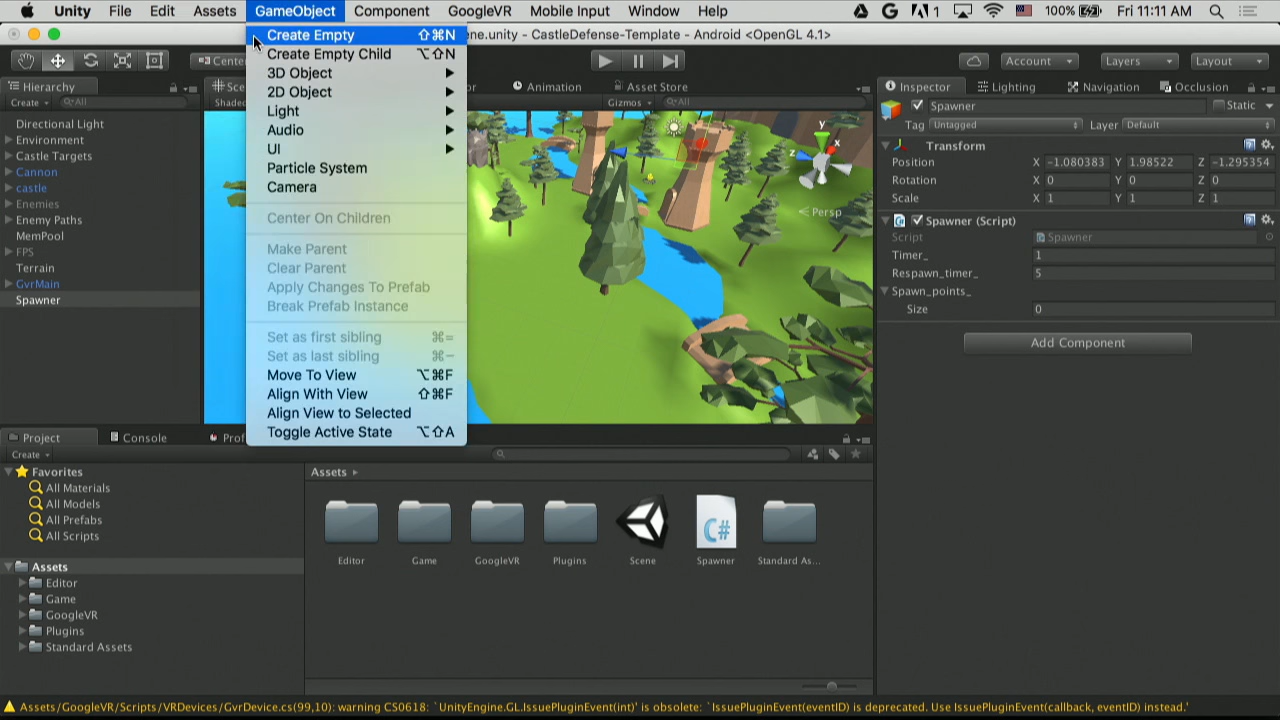 Unity File Edit Assets GameObject Component GoogleVR Mobile Input Window Help 1 100% Fri 11:11 AM
ne.unity - CastleDefense-Template - Android <OpenGL 4.1>
Create Empty ⇧⌘N
Create Empty Child ⌥⇧N
3D Object
2D Object
Light
Audio
UI
Particle System
Camera
Center On Children
Make Parent
Clear Parent
Apply Changes To Prefab
Break Prefab Instance
Set as first sibling ⌘=
Set as last sibling ⌘-
Move To View ⌥⌘F
Align With View ⇧⌘F
Align View to Selected
Toggle Active State ⌥⇧A
Cente
Account Layers Layout
Hierarchy
Create All
Directional Light
Environment
Castle Targets
Cannon
castle
Enemies
Enemy Paths
MemPool
FPS
Terrain
GvrMain
Spawner
Sce
or Animation Asset Store
Shaded
Gizmos All
y
x
z
Persp
Inspector Lighting Navigation Occlusion
Spawner Static
Tag Untagged Layer Default
Transform
Position X -1.080383 Y 1.98522 Z -1.295354
Rotation X 0 Y 0 Z 0
Scale X 1 Y 1 Z 1
Spawner (Script)
Script Spawner
Timer_ 1
Respawn_timer_ 5
Spawn_points_
Size 0
Add Component
Project Console Prof
Create
Favorites
All Materials
All Models
All Prefabs
All Scripts
Assets
Editor
Game
GoogleVR
Plugins
Standard Assets
Assets
Editor Game GoogleVR Plugins Scene Spawner Standard As...
C#
Assets/GoogleVR/Scripts/VRDevices/GvrDevice.cs(99,10): warning CS0618: `UnityEngine.GL.IssuePluginEvent(int)' is obsolete: `IssuePluginEvent(eventID) is deprecated. Use IssuePluginEvent(callback, eventID) instead.'